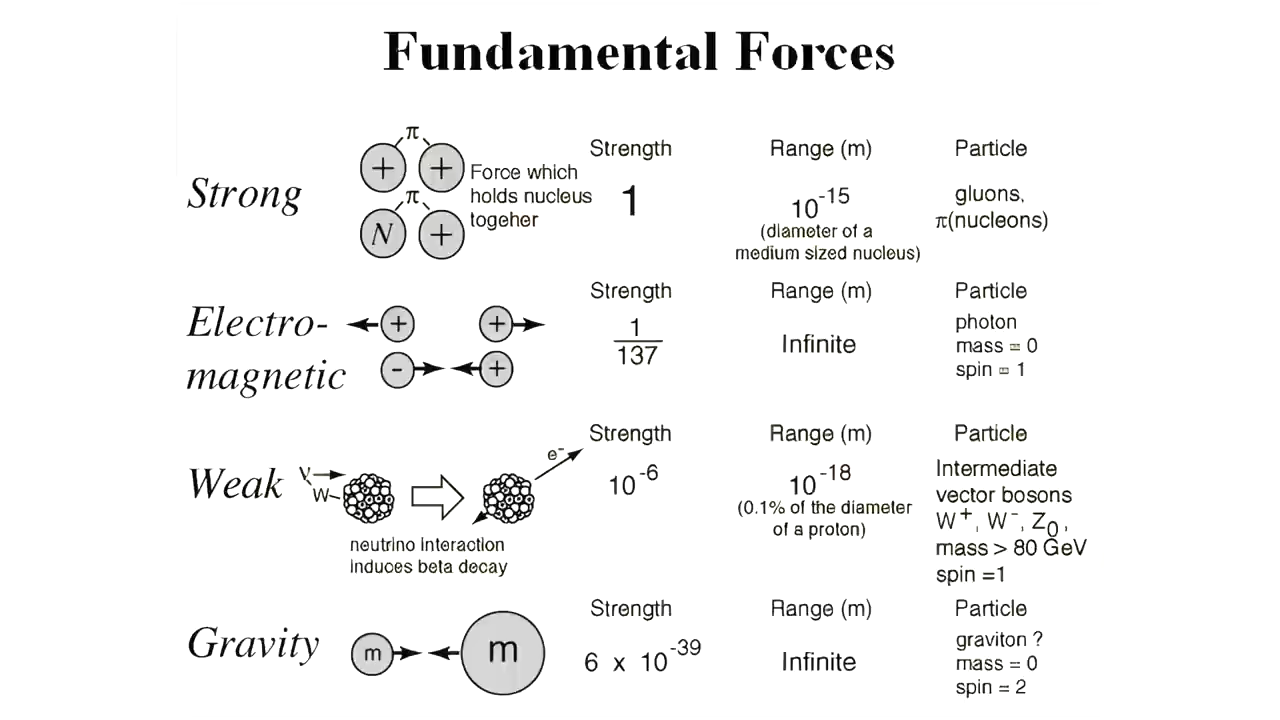 Fundamental Forces
Strong
π
+ +
π
N +
Force which
holds nucleus
togeher
Strength
1
Range (m)
10^-15
(diameter of a
medium sized nucleus)
Particle
gluons,
π(nucleons)
Electro-
magnetic
+ +
- +
Strength
1
137
Range (m)
Infinite
Particle
photon
mass = 0
spin = 1
Weak
ν
W
e⁻
neutrino interaction
induces beta decay
Strength
10^-6
Range (m)
10^-18
(0.1% of the diameter
of a proton)
Particle
Intermediate
vector bosons
W⁺, W⁻, Z₀,
mass > 80 GeV
spin =1
Gravity
m m
Strength
6 x 10^-39
Range (m)
Infinite
Particle
graviton ?
mass = 0
spin = 2